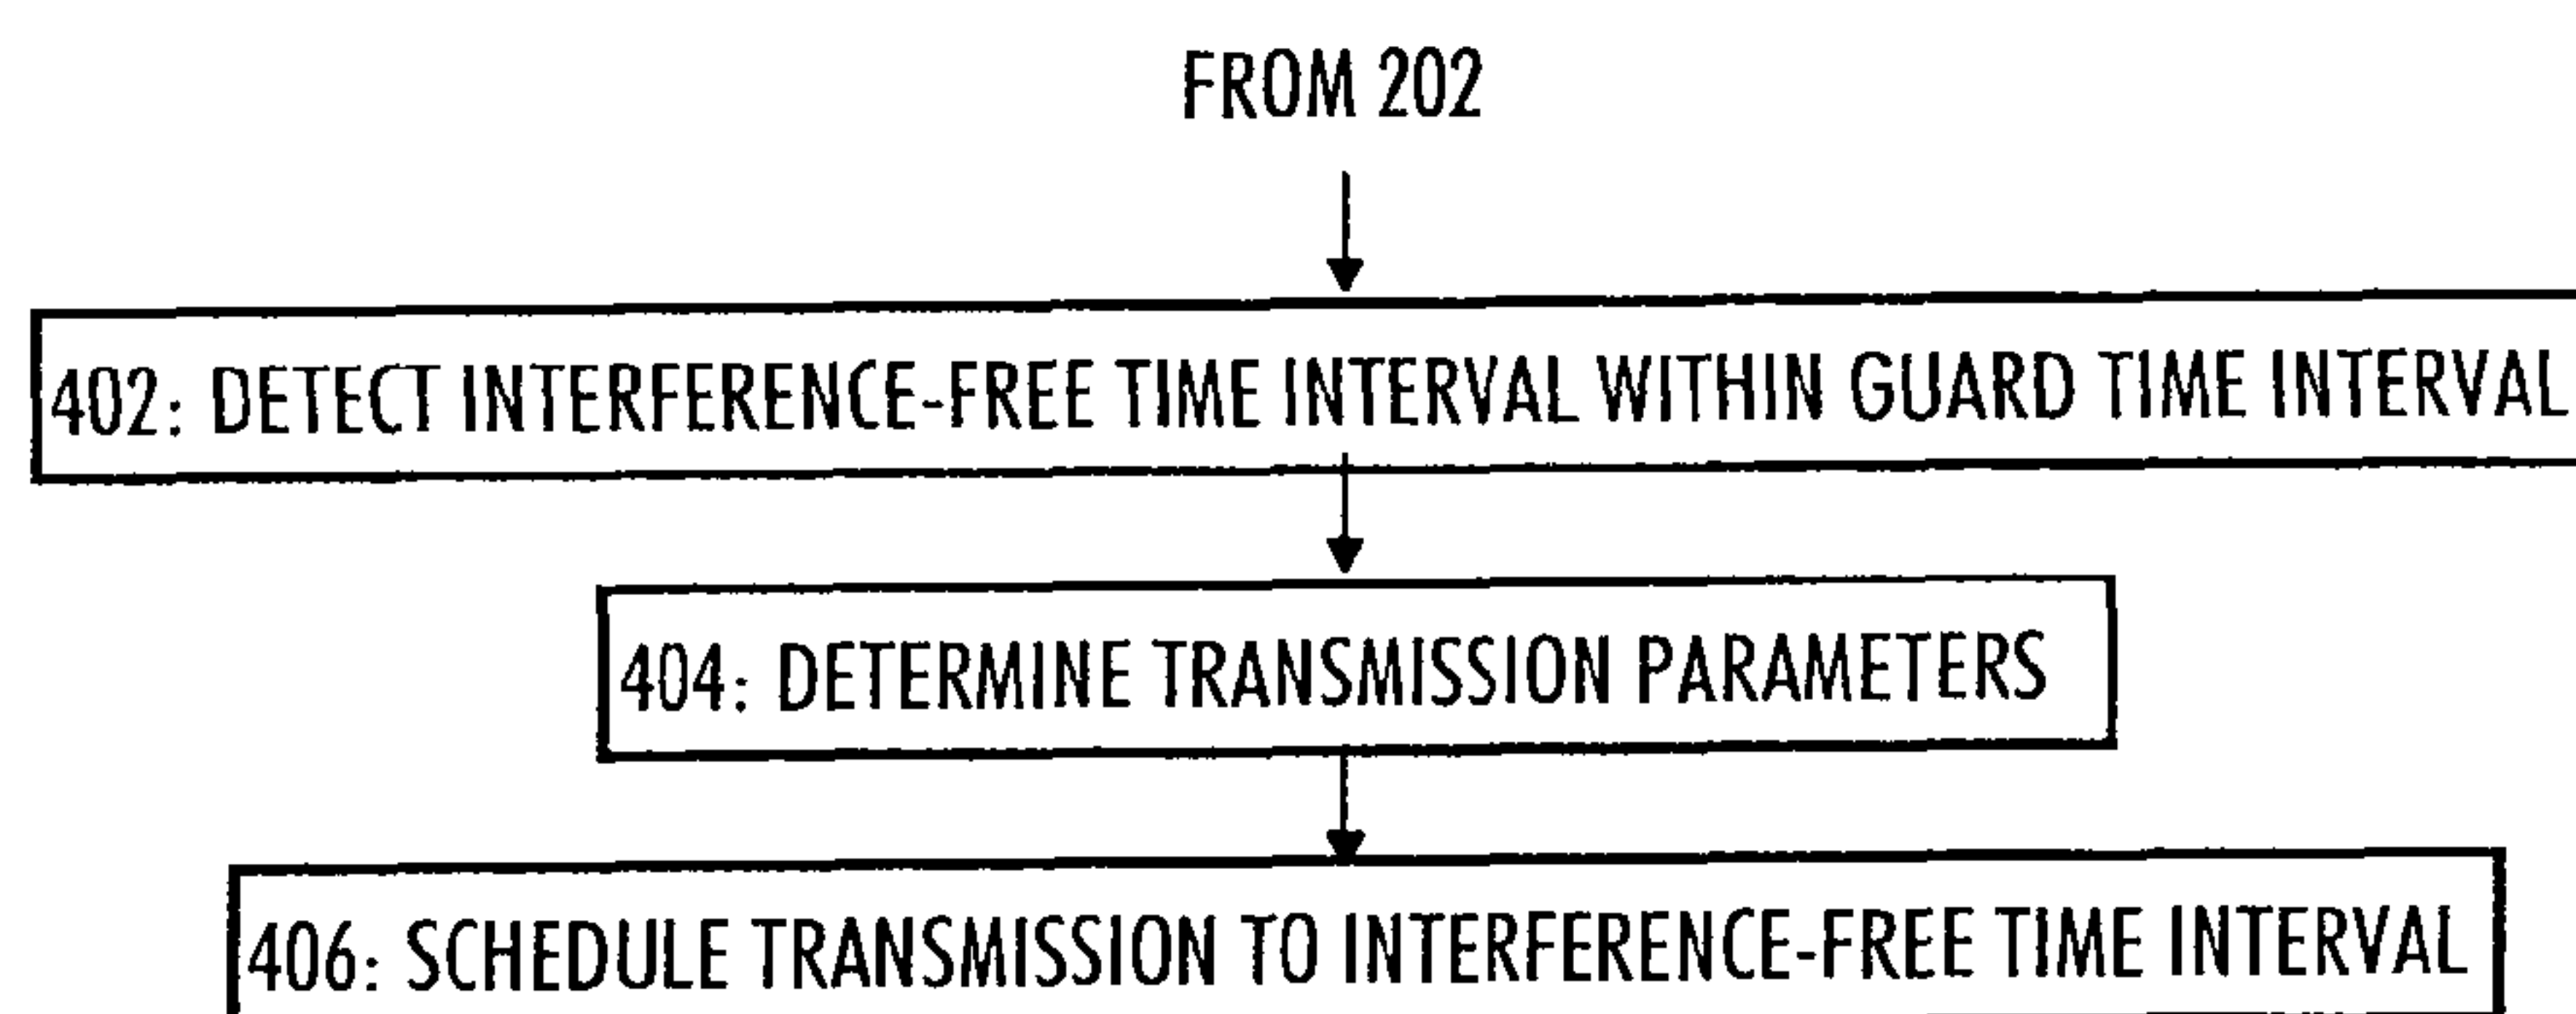 FROM 202
402: DETECT INTERFERENCE-FREE TIME INTERVAL WITHIN GUARD TIME INTERVAL
404: DETERMINE TRANSMISSION PARAMETERS
406: SCHEDULE TRANSMISSION TO INTERFERENCE-FREE TIME INTERVAL